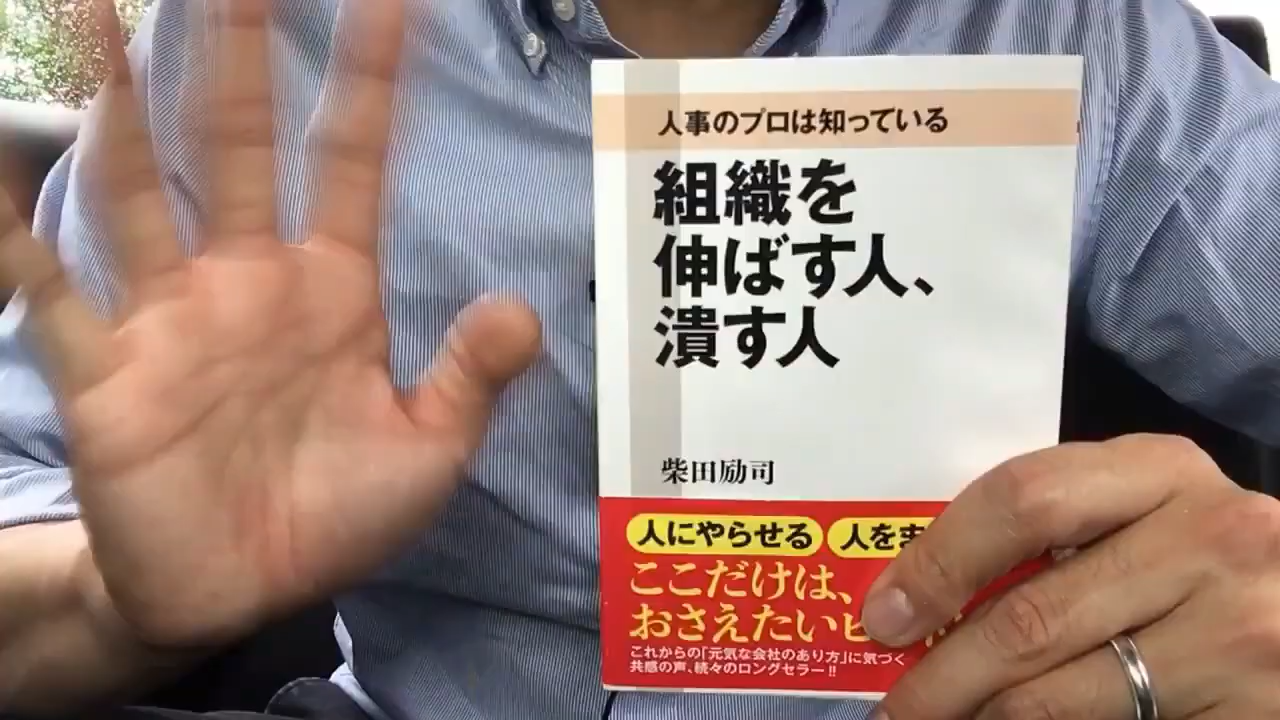 人事のプロは知っている
組織を
伸ばす人、
潰す人
柴田励司
人にやらせる 人を
ここだけは、
おさえたい
これからの「元気な会社のあり方」に気づく
共感の声、続々のロングセラー!!